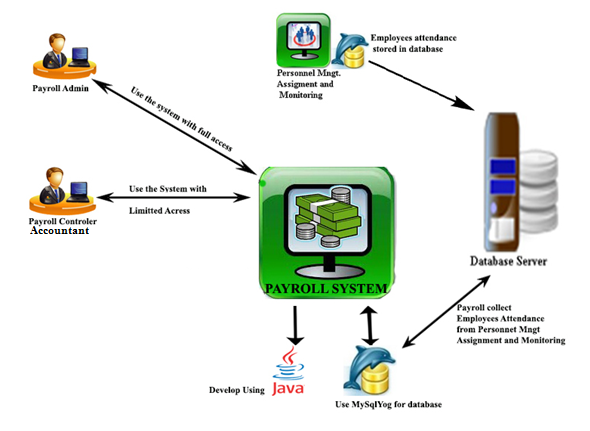 Employees attendance
stored in database
Personnel Mngt.
Assigment and
Monitoring
Payroll Admin
Use the system with full access
Use the System with
Limitted Acress
Payroll Controler
Accountant
PAYROLL SYSTEM
Database Server
Payroll collect
Employees Attendance
from Personnet Mngt
Assignment and Monitoring
Develop Using
Java
Use MySqlYog for database